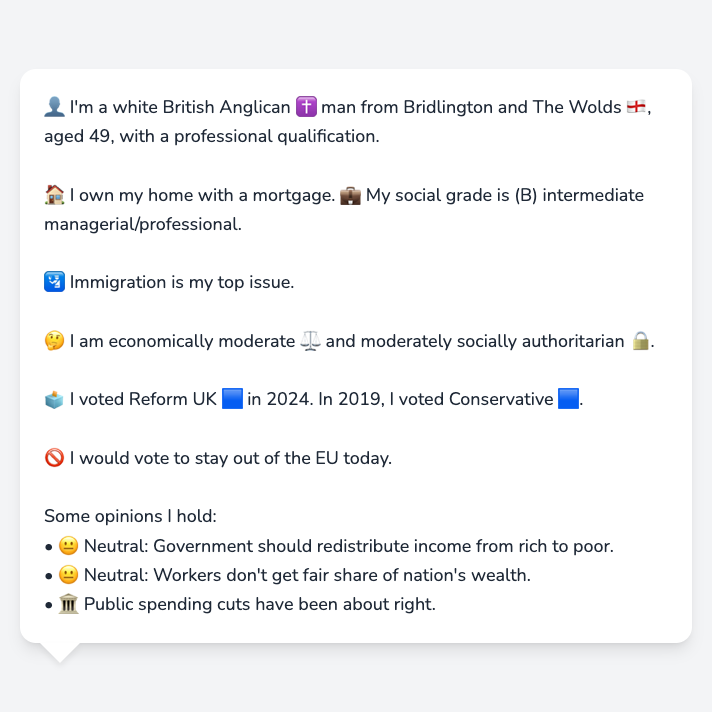 👤 I'm a white British Anglican ✝️ man from Bridlington and The Wolds 🏴󠁧󠁢󠁥󠁮󠁧󠁿,
aged 49, with a professional qualification.
🏠 I own my home with a mortgage. 💼 My social grade is (B) intermediate
managerial/professional.
🛂 Immigration is my top issue.
🤔 I am economically moderate ⚖️ and moderately socially authoritarian 🔒.
🗳️ I voted Reform UK 🟦 in 2024. In 2019, I voted Conservative 🟦.
🚫 I would vote to stay out of the EU today.
Some opinions I hold:
• 😐 Neutral: Government should redistribute income from rich to poor.
• 😐 Neutral: Workers don't get fair share of nation's wealth.
• 🏛️ Public spending cuts have been about right.